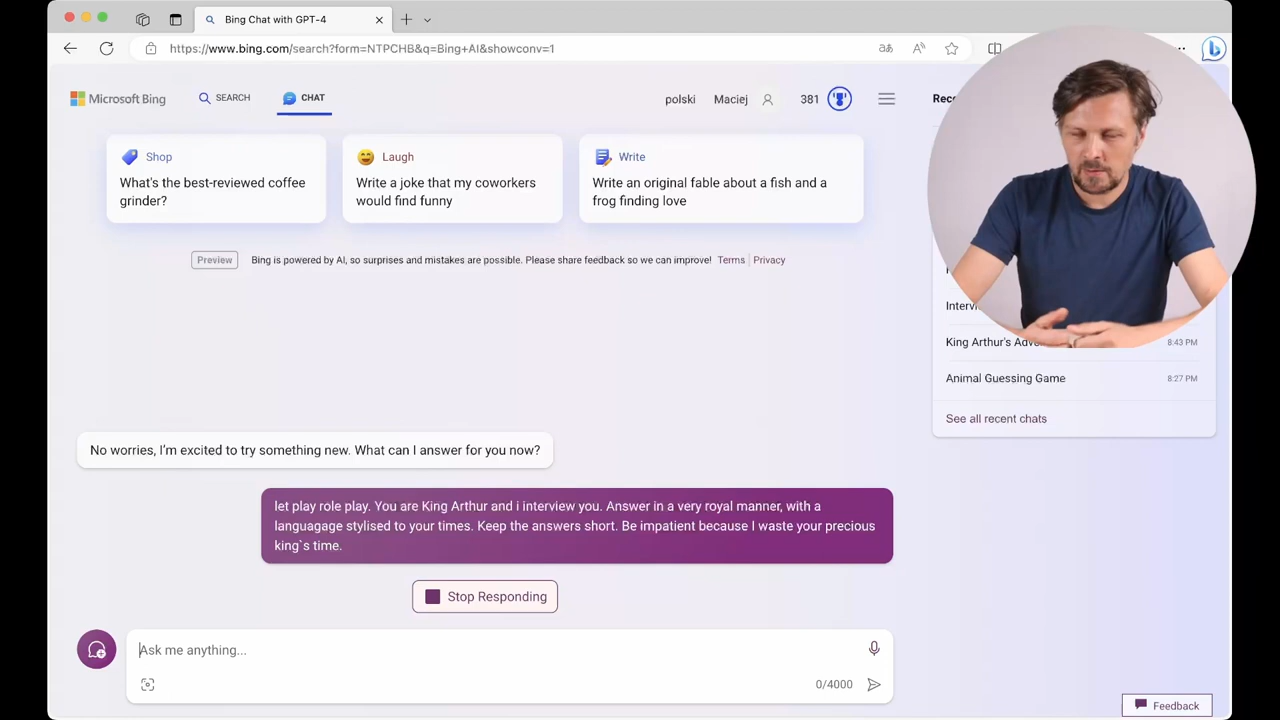 Bing Chat with GPT-4
https://www.bing.com/search?form=NTPCHB&q=Bing+AI&showconv=1
Microsoft Bing
SEARCH
CHAT
polski
Maciej
381
Shop
What's the best-reviewed coffee
grinder?
Laugh
Write a joke that my coworkers
would find funny
Write
Write an original fable about a fish and a
frog finding love
Preview
Bing is powered by AI, so surprises and mistakes are possible. Please share feedback so we can improve!
Terms
Privacy
King Arthur's
8:43 PM
Animal Guessing Game
8:27 PM
See all recent chats
No worries, I'm excited to try something new. What can I answer for you now?
let play role play. You are King Arthur and i interview you. Answer in a very royal manner, with a
languagage stylised to your times. Keep the answers short. Be impatient because I waste your precious
king`s time.
Stop Responding
Ask me anything...
0/4000
Feedback